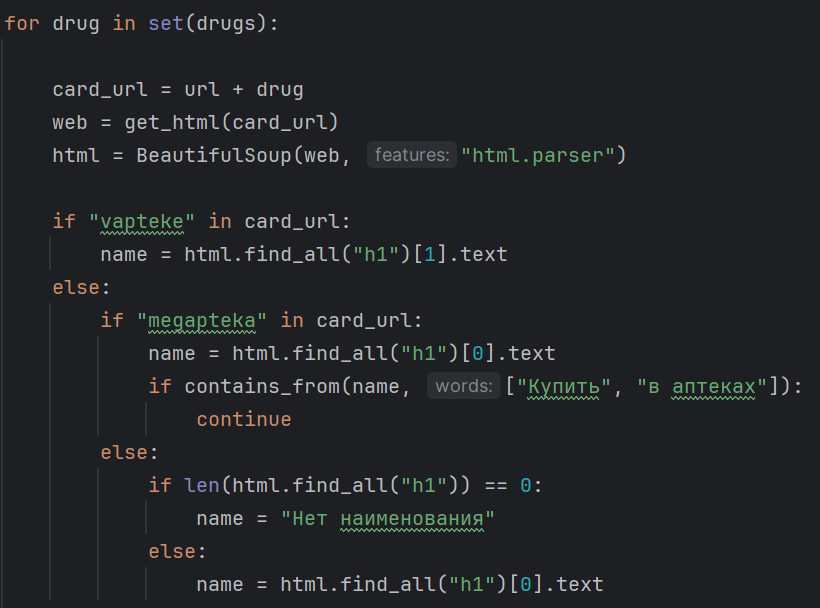 for drug in set(drugs):
card_url = url + drug
web = get_html(card_url)
html = BeautifulSoup(web, features: "html.parser")
if "vapteke" in card_url:
name = html.find_all("h1")[1].text
else:
if "megapteka" in card_url:
name = html.find_all("h1")[0].text
if contains_from(name, words: ["Купить", "в аптеках"]):
continue
else:
if len(html.find_all("h1")) == 0:
name = "Нет наименования"
else:
name = html.find_all("h1")[0].text